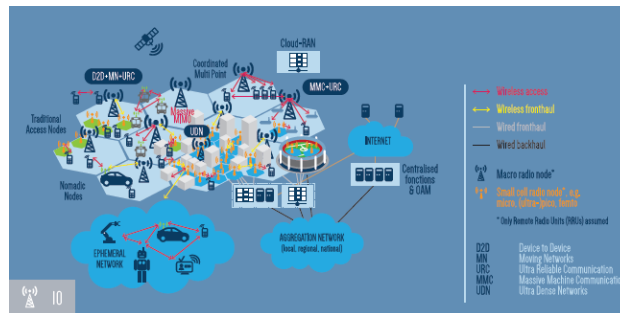 Cloud-RAN
Coordinated
Multi Point
D2D+MN+URC
MMC+URC
Massive
MMC
Traditional
Access Nodes
UDN
INTERNET
Nomadic
Nodes
Centralised
fonctions
& OAM
EPHEMERAL
NETWORK
AGGREGATION NETWORK
(local, regional, national)
Wireless access
Wireless fronthaul
Wired fronthaul
Wired backhaul
Macro radio node*
Small cell radio node*, e.g.
micro, (ultra-)pico, femto
* Only Remote Radio Units (RRUs) assumed
D2D Device to Device
MN Moving Networks
URC Ultra Reliable Communication
MMC Massive Machine Communicatio
UDN Ultra Dense Networks
10